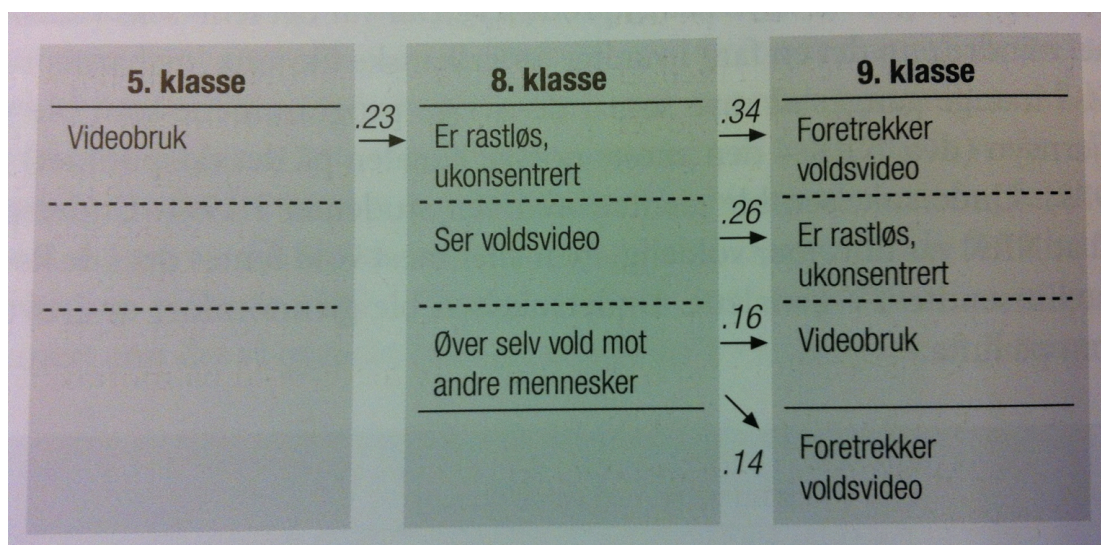 5. klasse
Videobruk
.23
8. klasse
Er rastløs,
ukonsentrert
Ser voldsvideo
Øver selv vold mot
andre mennesker
.34
.26
.16
.14
9. klasse
Foretrekker
voldsvideo
Er rastløs,
ukonsentrert
Videobruk
Foretrekker
voldsvideo